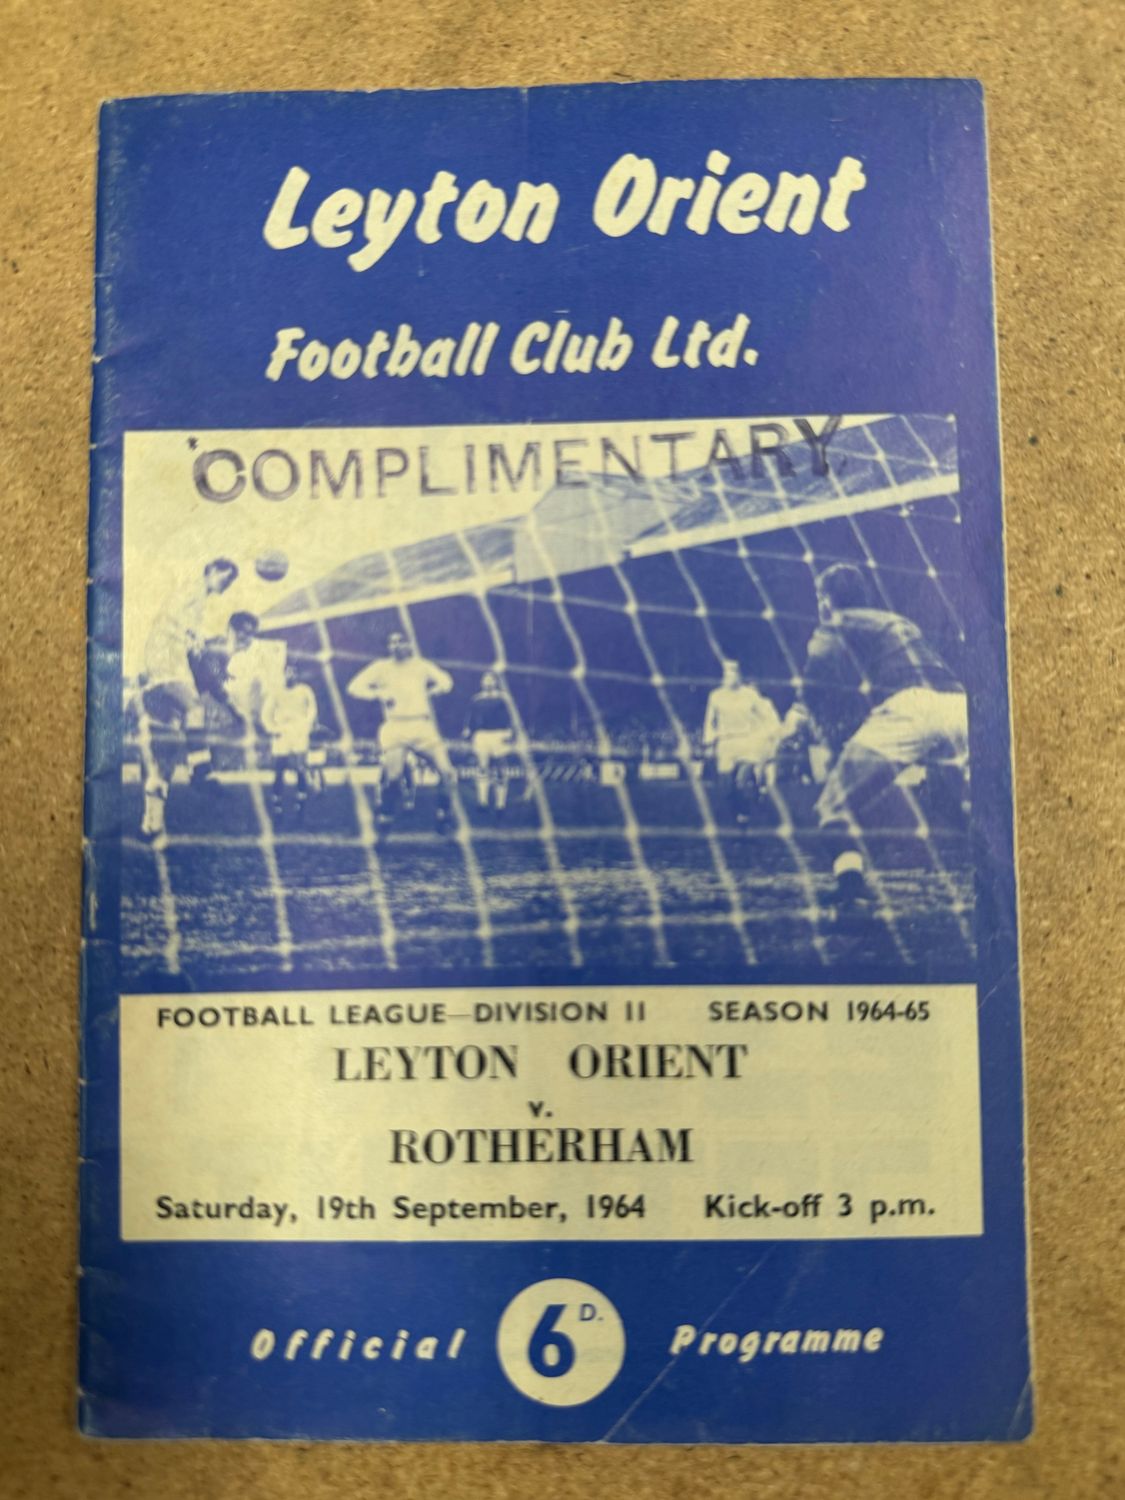 Leyton Orient
Football Club Ltd.
COMPLIMENTARY
FOOTBALL LEAGUE—DIVISION II SEASON 1964-65
LEYTON ORIENT
v.
ROTHERHAM
Saturday, 19th September, 1964 Kick-off 3 p.m.
Official 6D. Programme